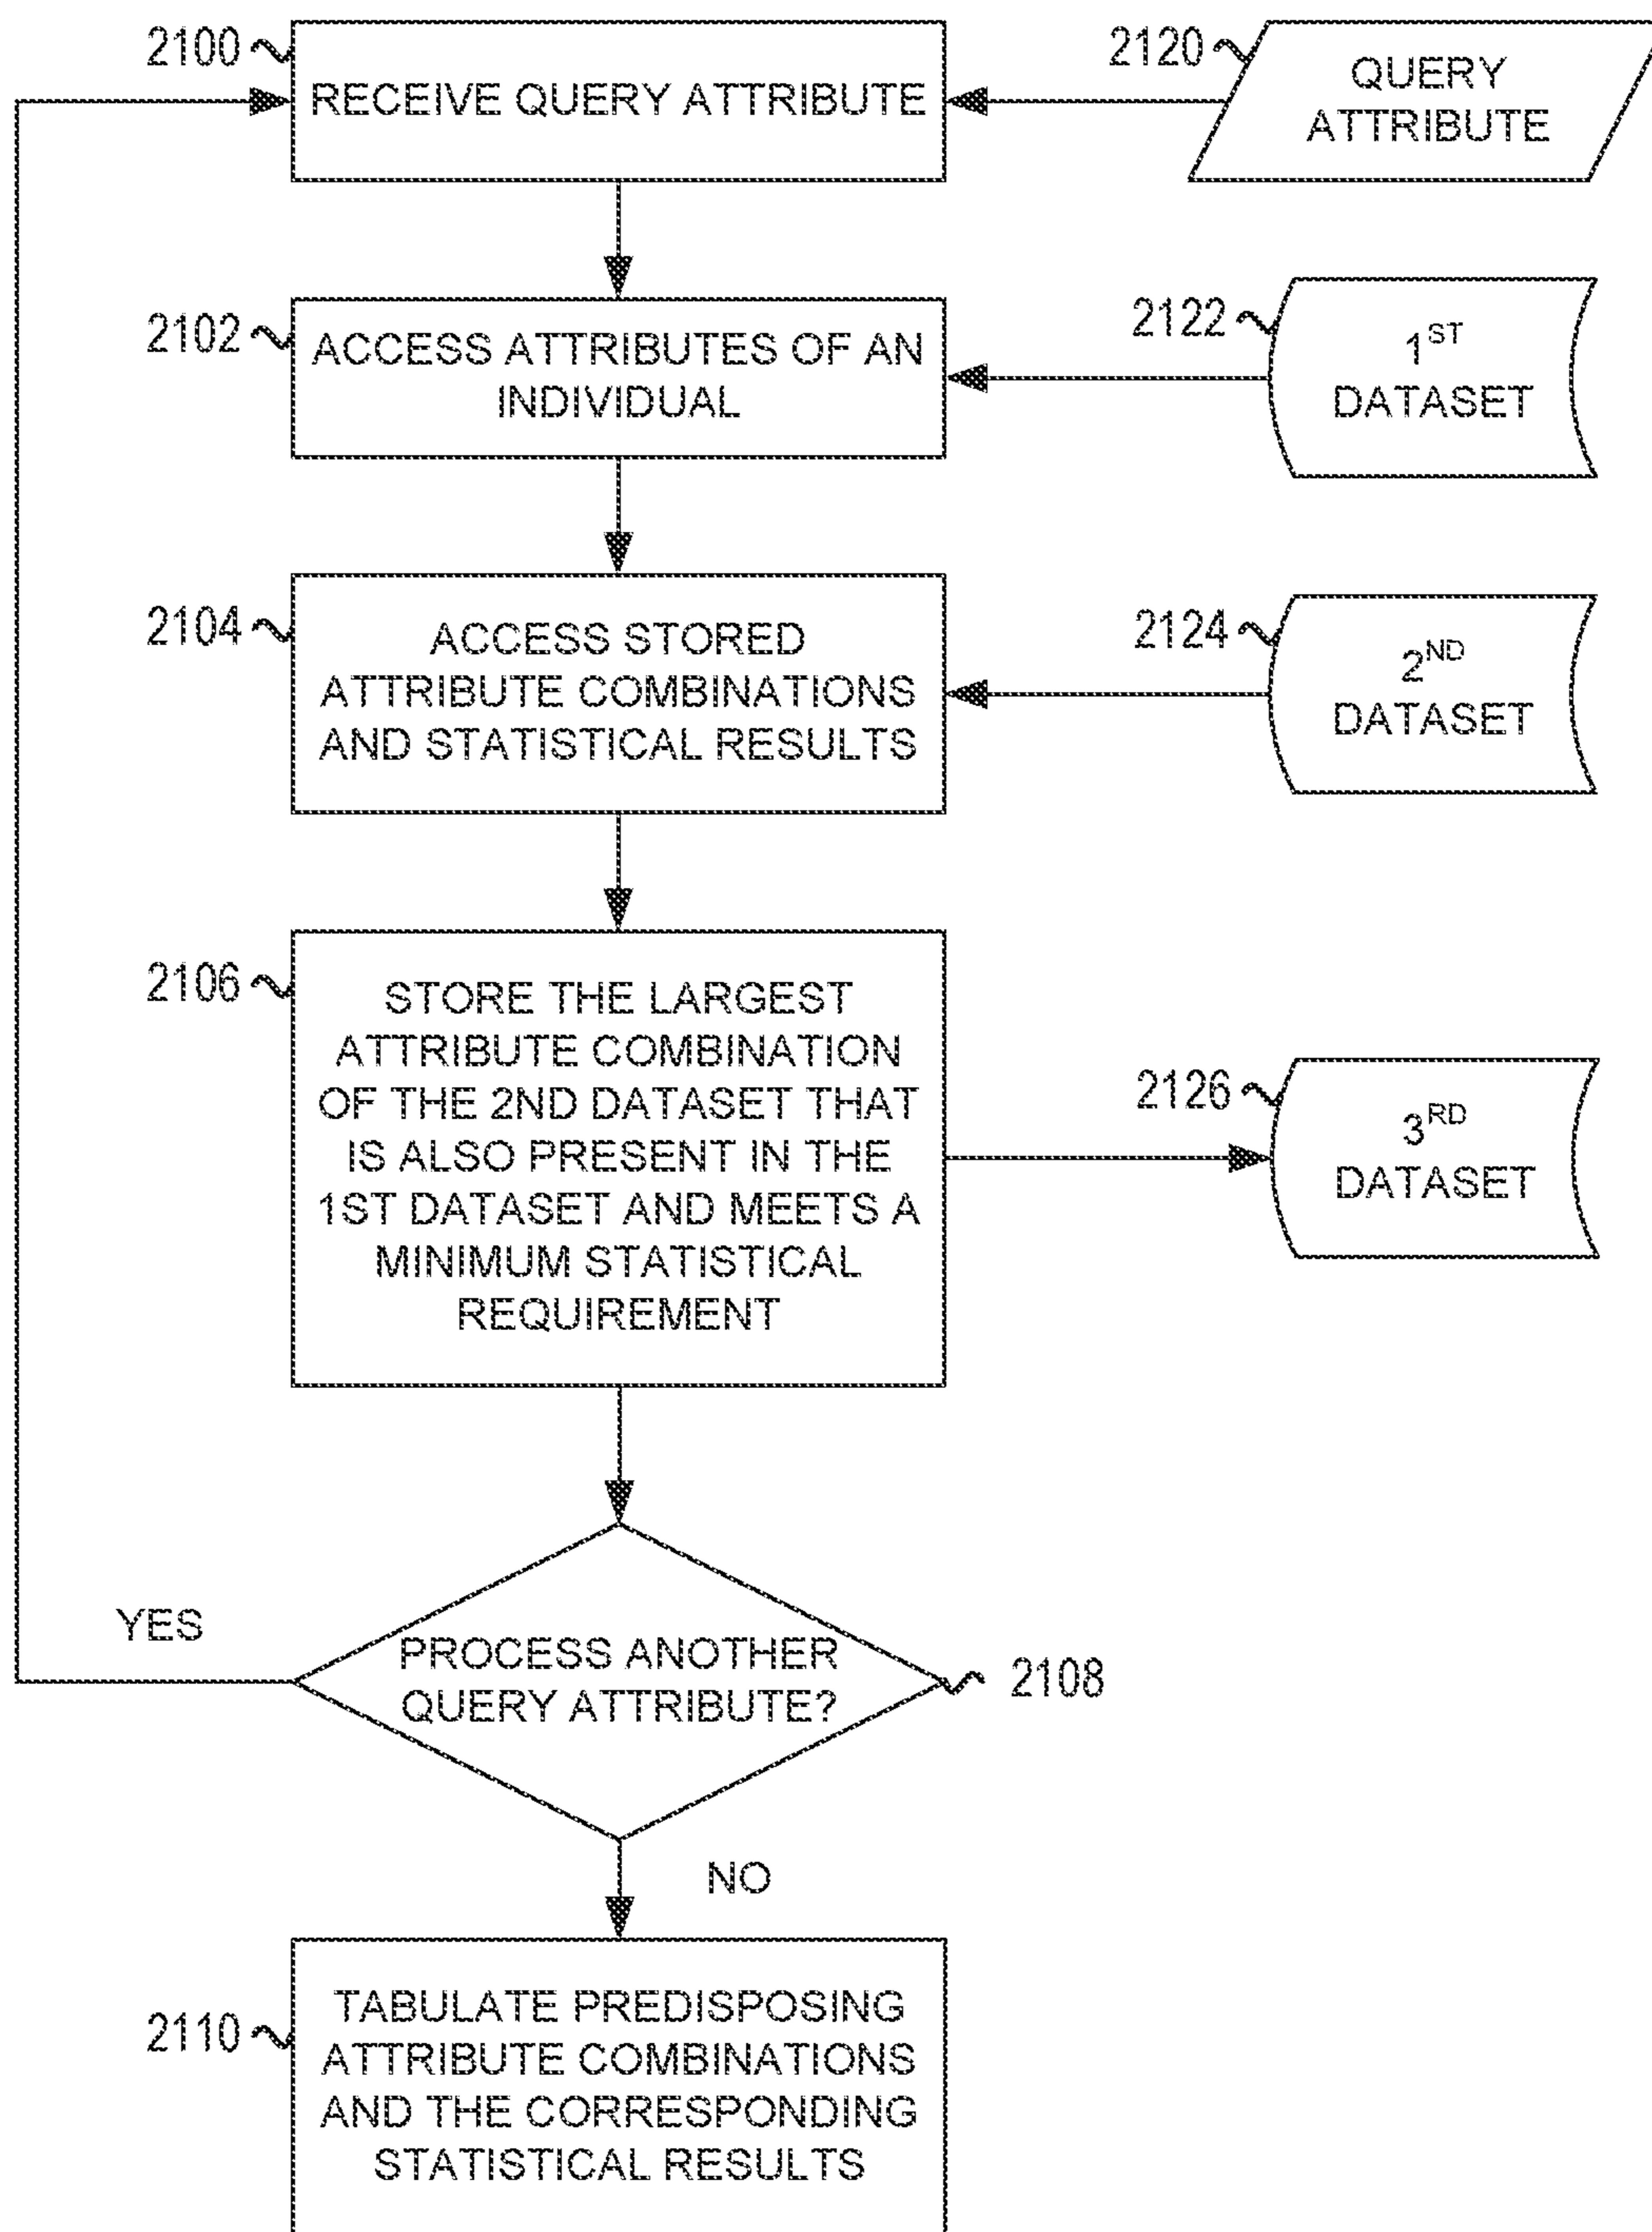 2100
RECEIVE QUERY ATTRIBUTE
2120
QUERY
ATTRIBUTE
2102
ACCESS ATTRIBUTES OF AN
INDIVIDUAL
2122
1ST
DATASET
2104
ACCESS STORED
ATTRIBUTE COMBINATIONS
AND STATISTICAL RESULTS
2124
2ND
DATASET
2106
STORE THE LARGEST
ATTRIBUTE COMBINATION
OF THE 2ND DATASET THAT
IS ALSO PRESENT IN THE
1ST DATASET AND MEETS A
MINIMUM STATISTICAL
REQUIREMENT
2126
3RD
DATASET
YES
PROCESS ANOTHER
QUERY ATTRIBUTE?
2108
NO
2110
TABULATE PREDISPOSING
ATTRIBUTE COMBINATIONS
AND THE CORRESPONDING
STATISTICAL RESULTS